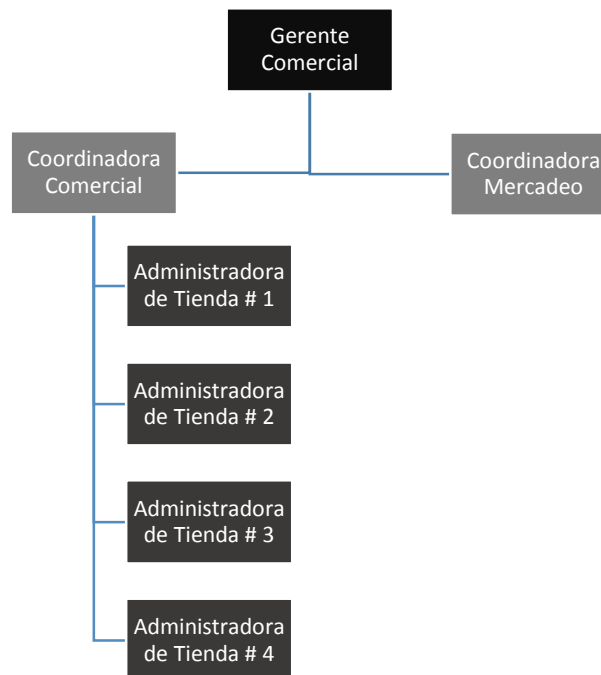 Gerente
Comercial
Coordinadora
Comercial
Coordinadora
Mercadeo
Administradora
de Tienda # 1
Administradora
de Tienda # 2
Administradora
de Tienda # 3
Administradora
de Tienda # 4